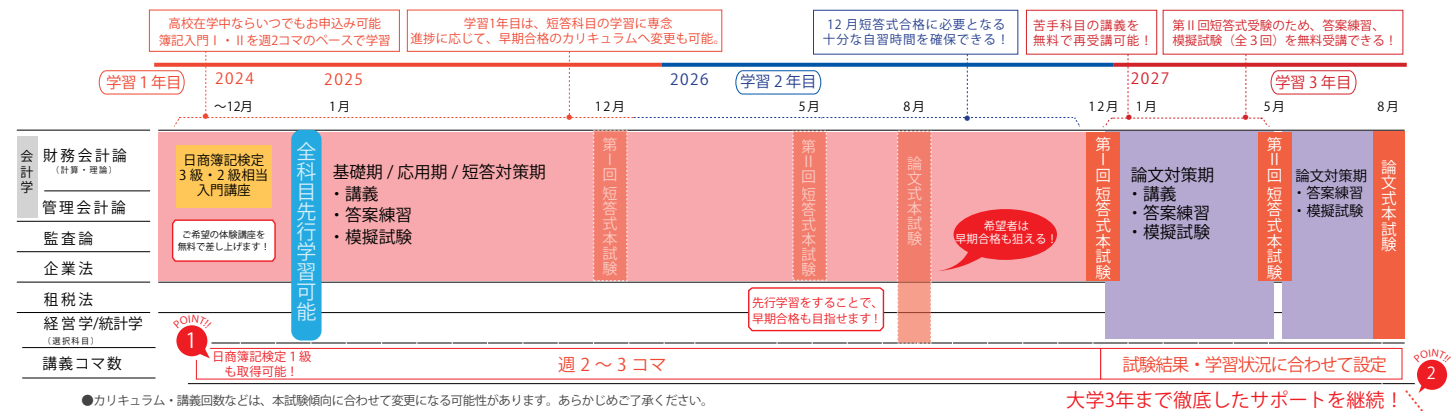 高校在学中ならいつでもお申込み可能
簿記入門Ⅰ・Ⅱを週2コマのペースで学習
学習1年目は、短答科目の学習に専念
進捗に応じて、早期合格のカリキュラムへ変更も可能。
12月短答式合格に必要となる
十分な自習時間を確保できる！
苦手科目の講義を
無料で再受講可能！
第Ⅱ回短答式受験のため、答案練習、
模擬試験（全3回）を無料受講できる！
学習1年目
2024
2025
2026
学習2年目
2027
学習3年目
～12月
1月
12月
5月
8月
12月
1月
5月
8月
会計学
財務会計論
（計算・理論）
管理会計論
監査論
企業法
租税法
経営学/統計学
（選択科目）
講義コマ数
日商簿記検定
3級・2級相当
入門講座
ご希望の体験講座を
無料で差し上げます！
全科目先行学習可能
基礎期 / 応用期 / 短答対策期
・講義
・答案練習
・模擬試験
第Ⅰ回 短答式本試験
第Ⅱ回 短答式本試験
論文式本試験
希望者は
早期合格も狙える！
先行学習をすることで、
早期合格も目指せます！
第Ⅰ回 短答式本試験
論文対策期
・講義
・答案練習
・模擬試験
第Ⅱ回 短答式本試験
論文対策期
・答案練習
・模擬試験
論文式本試験
POINT!!
1
日商簿記検定1級
も取得可能！
週2～3コマ
試験結果・学習状況に合わせて設定
POINT!!
2
●カリキュラム・講義回数などは、本試験傾向に合わせて変更になる可能性があります。あらかじめご了承ください。
大学3年まで徹底したサポートを継続！